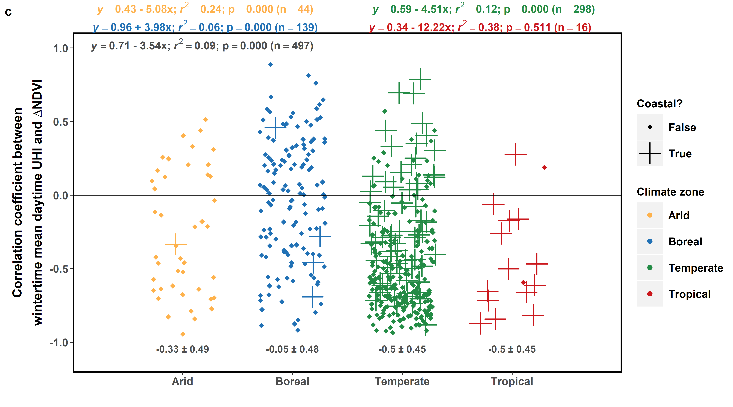 c
y = 0.43 - 5.08x; r² = 0.24; p = 0.000 (n = 44)
y = 0.59 - 4.51x; r² = 0.12; p = 0.000 (n = 298)
y = 0.96 + 3.98x; r² = 0.06; p = 0.000 (n = 139)
y = 0.34 - 12.22x; r² = 0.38; p = 0.511 (n = 16)
y = 0.71 - 3.54x; r² = 0.09; p = 0.000 (n = 497)
Correlation coefficient between
wintertime mean daytime UHI and ΔNDVI
1.0
0.5
0.0
-0.5
-1.0
-0.33 ± 0.49
-0.05 ± 0.48
-0.5 ± 0.45
-0.5 ± 0.45
Arid
Boreal
Temperate
Tropical
Coastal?
False
True
Climate zone
Arid
Boreal
Temperate
Tropical